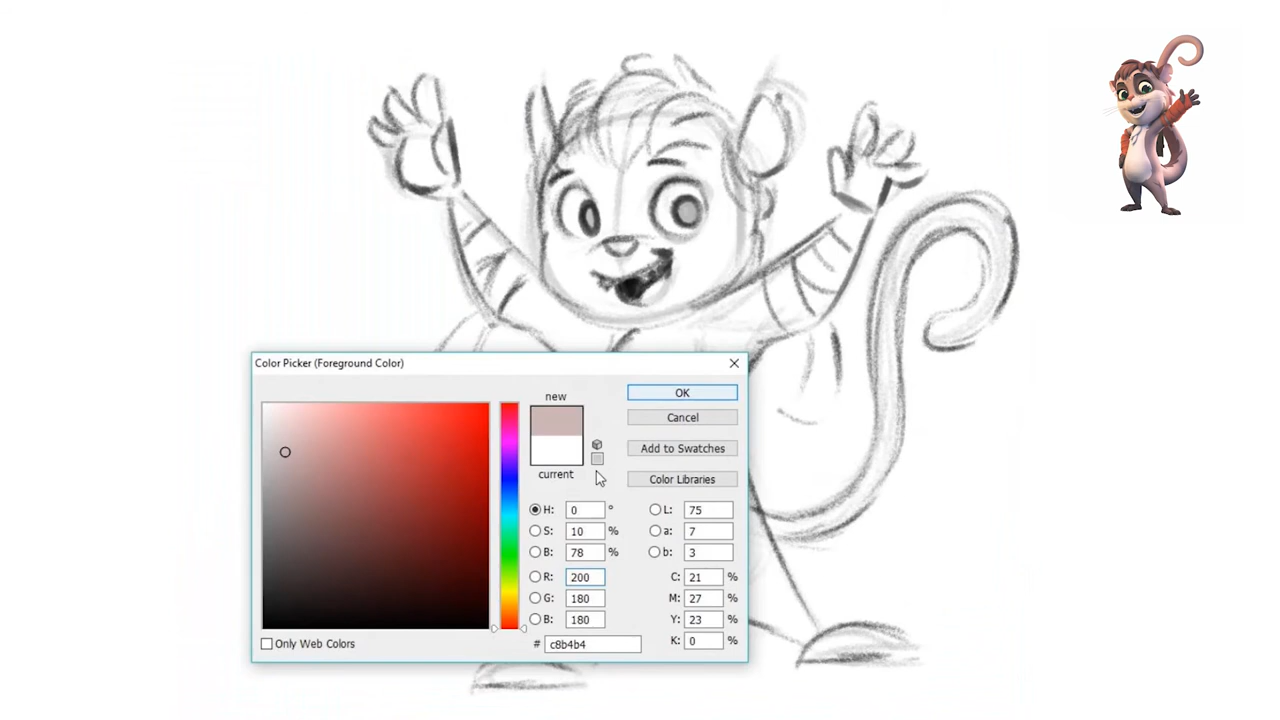 Color Picker (Foreground Color)
new
current
OK
Cancel
Add to Swatches
Color Libraries
H: 0 °
S: 10 %
B: 78 %
R: 200
G: 180
B: 180
L: 75
a: 7
b: 3
C: 21 %
M: 27 %
Y: 23 %
K: 0 %
# c8b4b4
Only Web Colors